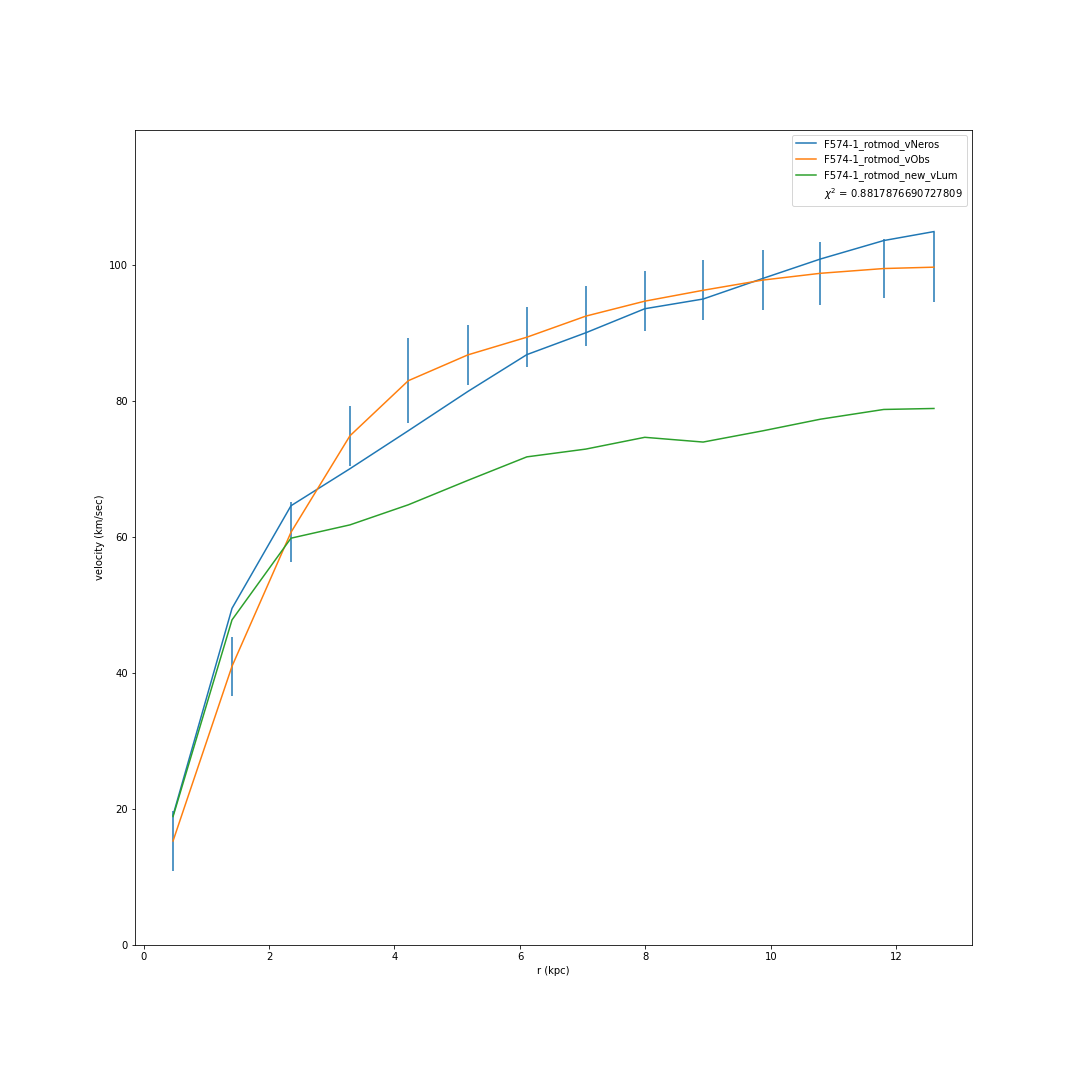 F574-1_rotmod_vNeros
F574-1_rotmod_vObs
F574-1_rotmod_new_vLum
χ² = 0.8817876690727809
100
80
60
40
20
0
velocity (km/sec)
0 2 4 6 8 10 12
r (kpc)